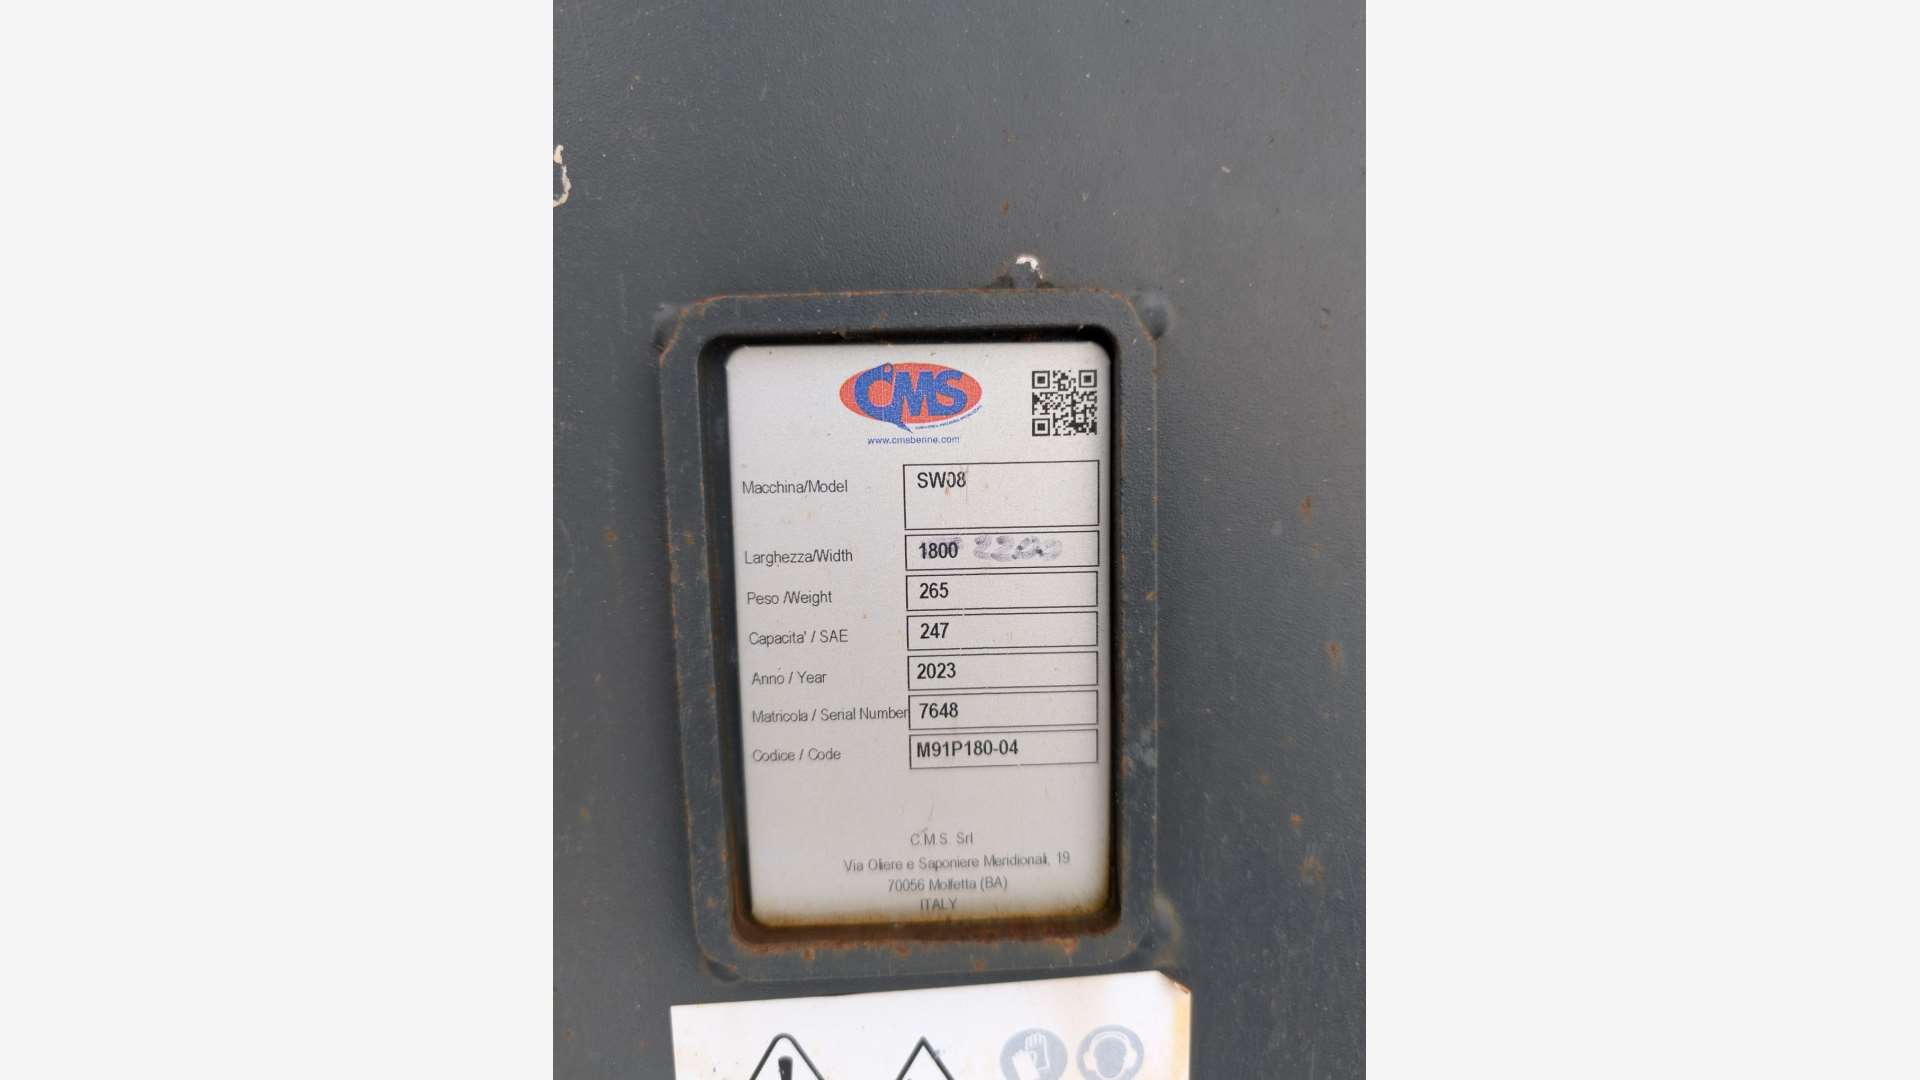 CMS
www.cmsbenne.com
Macchina/Model SW08
Larghezza/Width 1800 2200
Peso /Weight 265
Capacita' / SAE 247
Anno / Year 2023
Matricola / Serial Number 7648
Codice / Code M91P180-04
C.M.S. Srl
Via Oliere e Saponiere Meridionali, 19
70056 Molfetta (BA)
ITALY